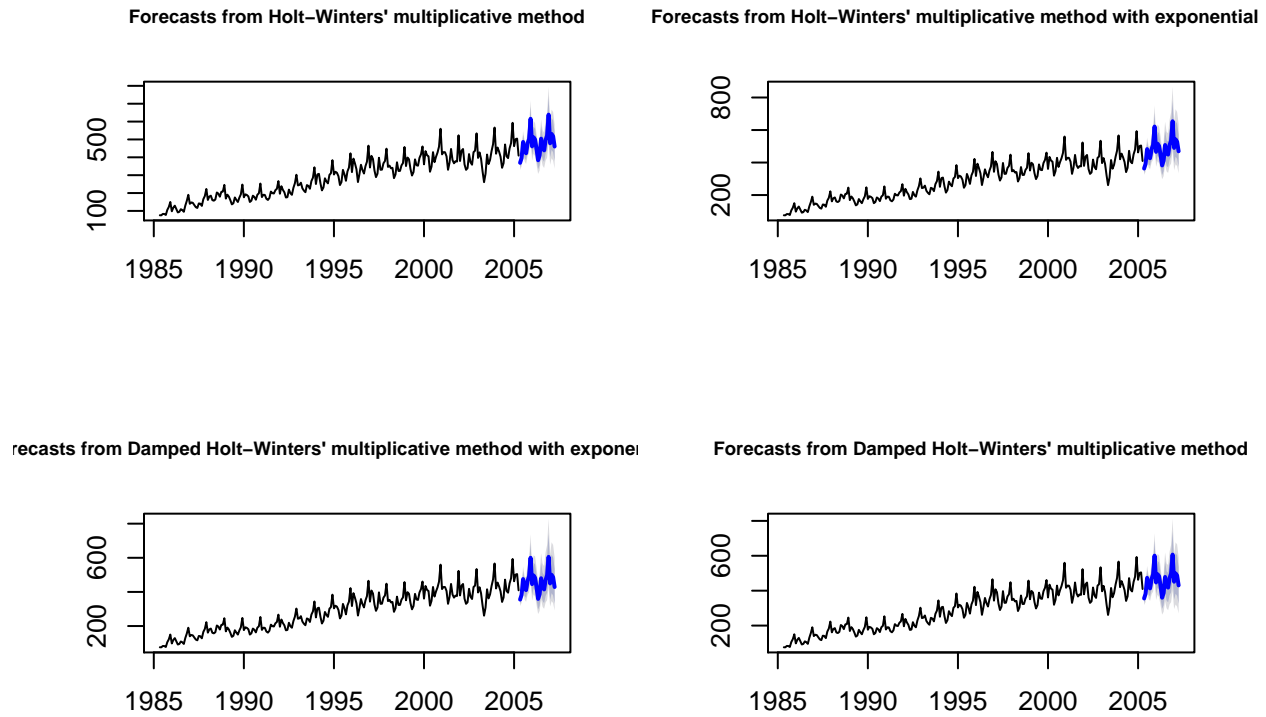 Forecasts from Holt−Winters' multiplicative method
500
100
1985 1990 1995 2000 2005
Forecasts from Holt−Winters' multiplicative method with exponential
800
200
1985 1990 1995 2000 2005
recasts from Damped Holt−Winters' multiplicative method with expone
600
200
1985 1990 1995 2000 2005
Forecasts from Damped Holt−Winters' multiplicative method
600
200
1985 1990 1995 2000 2005